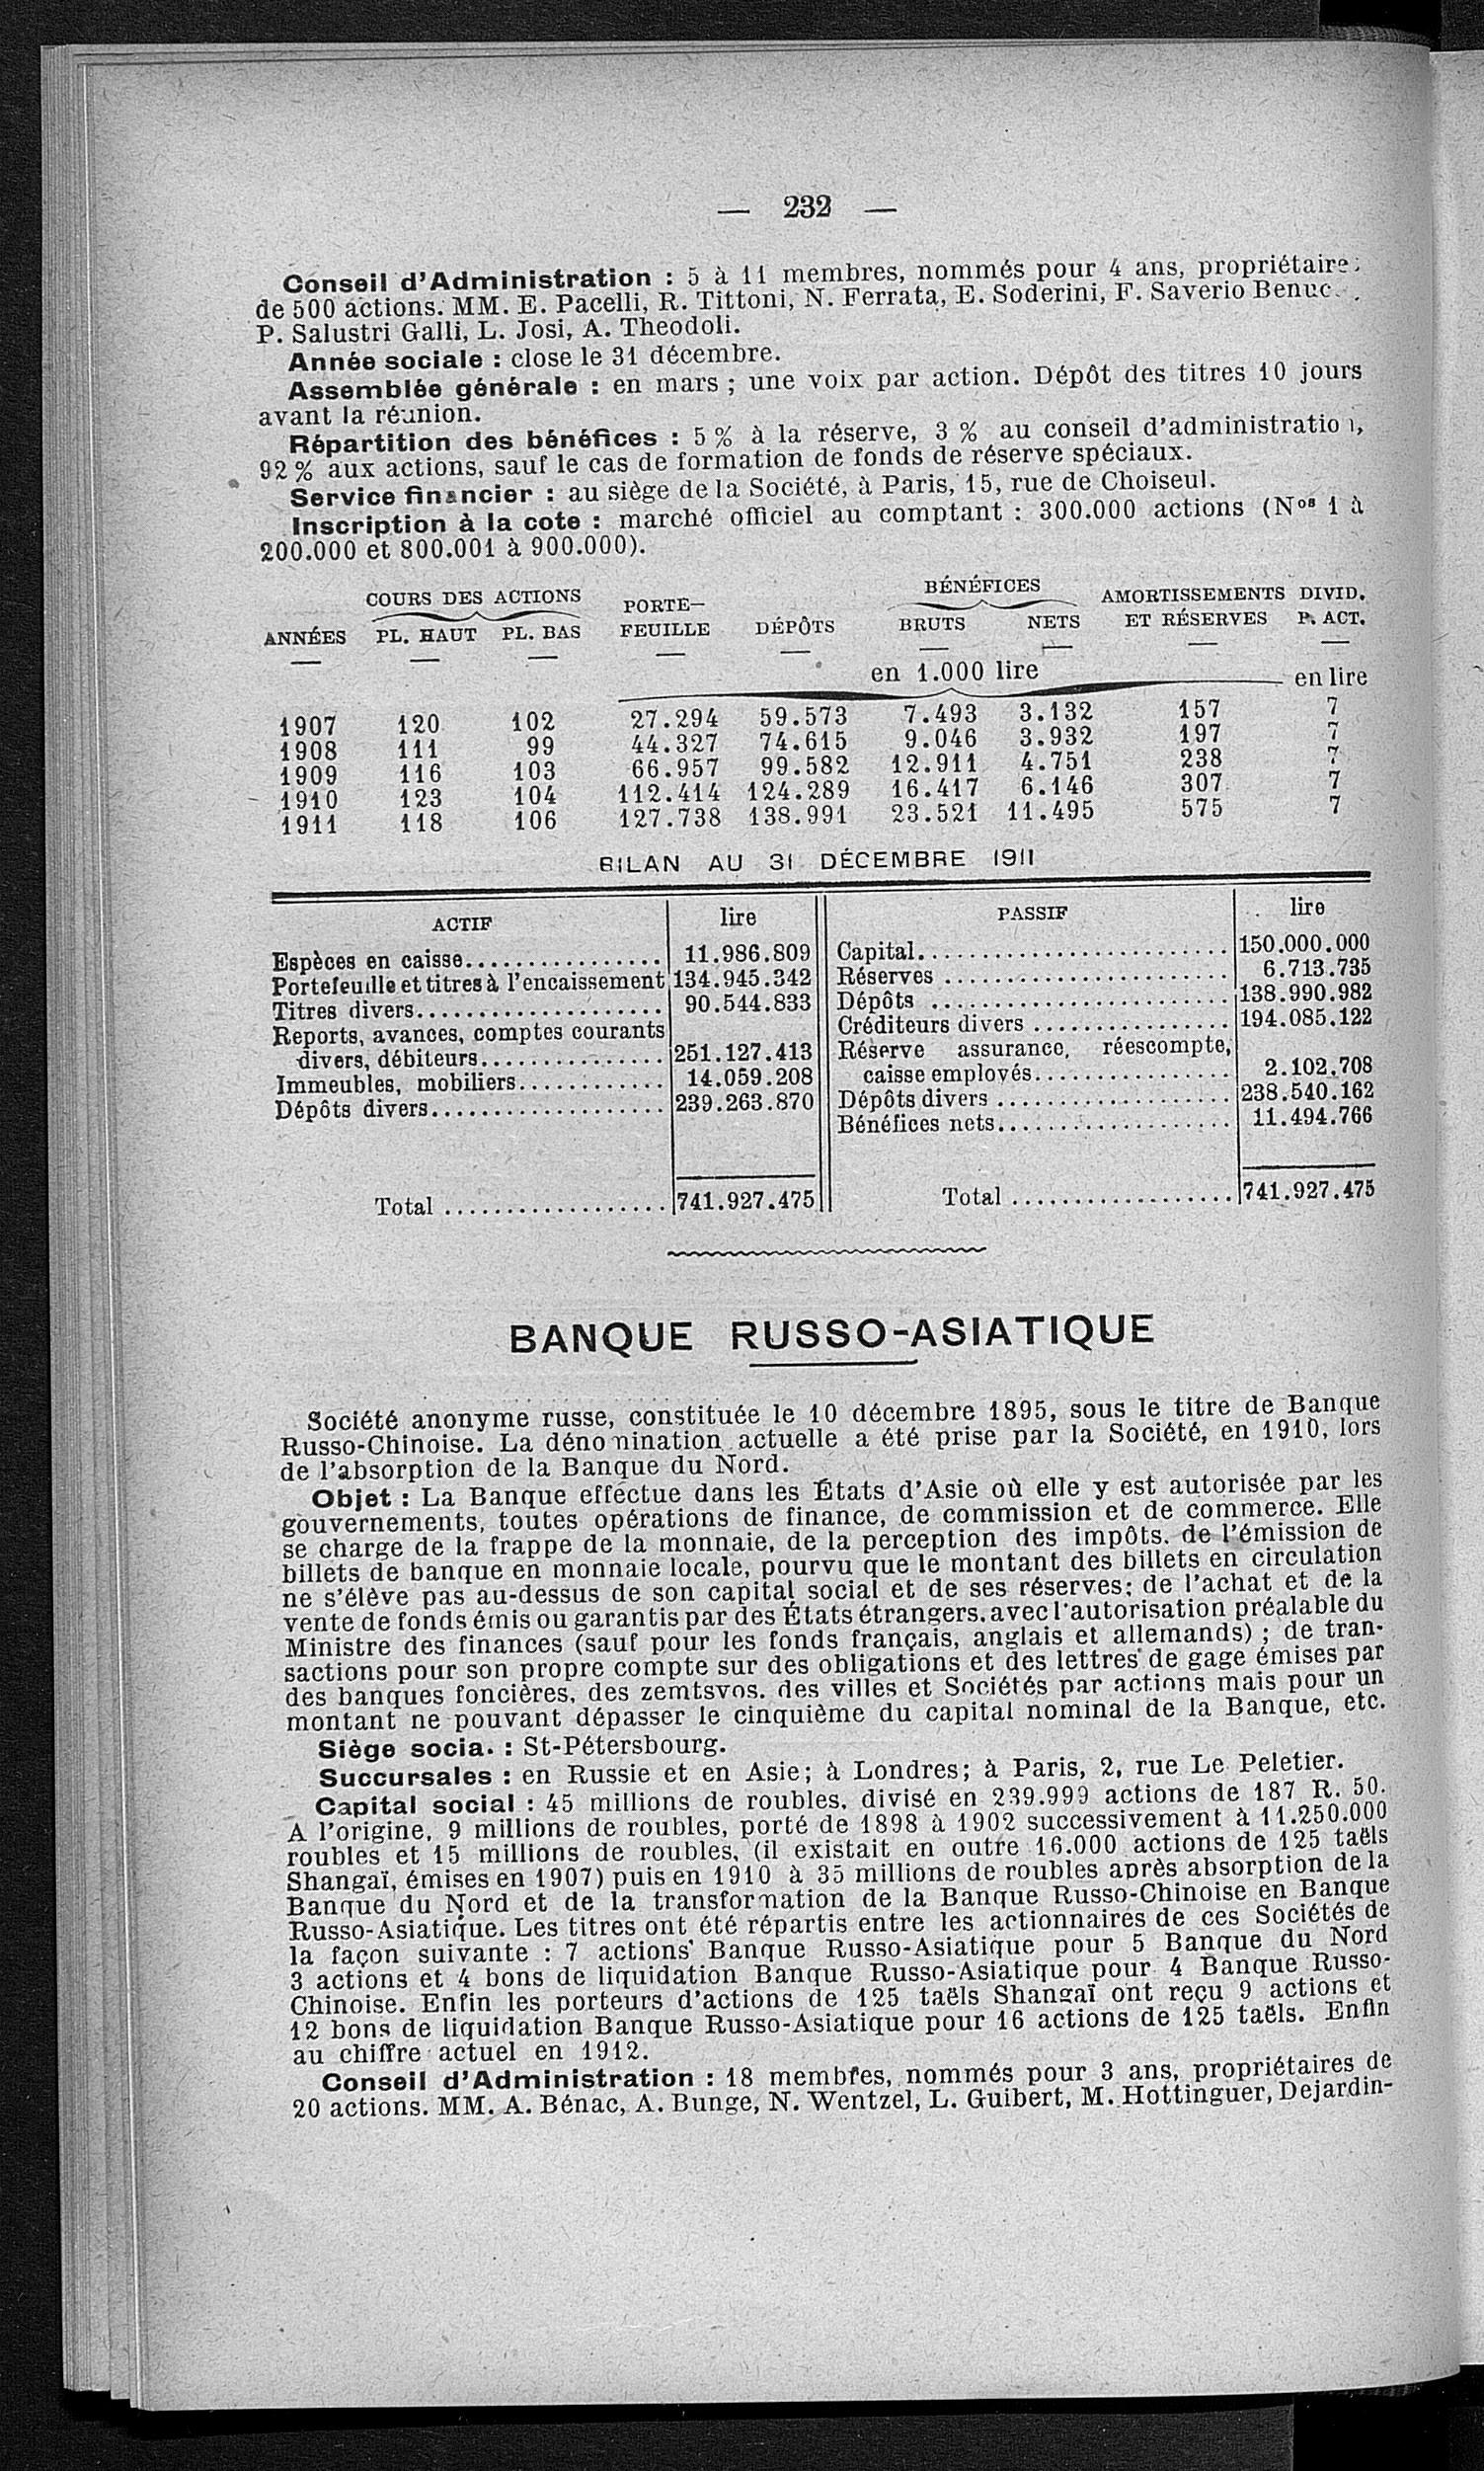 — 232 —
Conseil d'Administration : 5 à 11 membres, nommés pour 4 ans, propriétaire
de 500 actions. MM. E. Pacelli, R. Tittoni, N. Ferrata, E. Soderini, F. Saverio
P. Salustri Galli, L. Josi, A. Theodoli.
Année sociale : close le 31 décembre.
Assemblée générale : en mars ; une voix par action. Dépôt des titres 10 jours
avant la réunion.
Répartition des bénéfices : 5 % à la réserve, 3 % au conseil d'administration,
92 % aux actions, sauf le cas de formation de fonds de réserve spéciaux.
Service financier : au siège de la Société, à Paris, 15, rue de Choiseul.
Inscription à la cote : marché officiel au comptant : 300.000 actions (Nos 1 à
200.000 et 800.001 à 900.000).
COURS DES ACTIONS PORTE- BÉNÉFICES AMORTISSEMENTS DIVID.
ANNÉES PL. HAUT PL. BAS FEUILLE DÉPÔTS BRUTS NETS ET RÉSERVES P. ACT.
en 1.000 lire en lire
1907 120 102 27.294 59.573 7.493 3.132 157 7
1908 111 99 44.327 74.615 9.046 3.932 197 7
1909 116 103 66.957 99.582 12.911 4.751 238 7
1910 123 104 112.414 124.289 16.417 6.146 307 7
1911 118 106 127.738 138.991 23.521 11.495 575 7
BILAN AU 31 DÉCEMBRE 1911
ACTIF lire PASSIF lire
Espèces en caisse................ 11.986.809 Capital......................... 150.000.000
Portefeuille et titres à l'encaissement 134.945.342 Réserves ....................... 6.713.735
Titres divers.................... 90.544.833 Dépôts ........................ 138.990.982
Reports, avances, comptes courants Créditeurs divers ................ 194.085.122
divers, débiteurs............... 251.127.413 Réserve assurance, réescompte,
Immeubles, mobiliers............ 14.059.208 caisse employés................ 2.102.708
Dépôts divers................... 239.263.870 Dépôts divers ................... 238.540.162
Bénéfices nets................... 11.494.766
Total .................. 741.927.475 Total .................. 741.927.475
BANQUE RUSSO-ASIATIQUE
Société anonyme russe, constituée le 10 décembre 1895, sous le titre de Banque
Russo-Chinoise. La dénomination actuelle a été prise par la Société, en 1910, lors
de l'absorption de la Banque du Nord.
Objet : La Banque effectue dans les États d'Asie où elle y est autorisée par les
gouvernements, toutes opérations de finance, de commission et de commerce. Elle
se charge de la frappe de la monnaie, de la perception des impôts, de l'émission de
billets de banque en monnaie locale, pourvu que le montant des billets en circulation
ne s'élève pas au-dessus de son capital social et de ses réserves; de l'achat et de la
vente de fonds émis ou garantis par des États étrangers, avec l'autorisation préalable du
Ministre des finances (sauf pour les fonds français, anglais et allemands) ; de tran-
sactions pour son propre compte sur des obligations et des lettres de gage émises par
des banques foncières, des zemtsvos, des villes et Sociétés par actions mais pour un
montant ne pouvant dépasser le cinquième du capital nominal de la Banque, etc.
Siège socia. : St-Pétersbourg.
Succursales : en Russie et en Asie; à Londres; à Paris, 2, rue Le Peletier.
Capital social : 45 millions de roubles, divisé en 239.999 actions de 187 R. 50.
A l'origine, 9 millions de roubles, porté de 1898 à 1902 successivement à 11.250.000
roubles et 15 millions de roubles, (il existait en outre 16.000 actions de 125 taëls
Shangaï, émises en 1907) puis en 1910 à 35 millions de roubles après absorption de la
Banque du Nord et de la transformation de la Banque Russo-Chinoise en Banque
Russo-Asiatique. Les titres ont été répartis entre les actionnaires de ces Sociétés de
la façon suivante : 7 actions Banque Russo-Asiatique pour 5 Banque du Nord
3 actions et 4 bons de liquidation Banque Russo-Asiatique pour 4 Banque Russo-
Chinoise. Enfin les porteurs d'actions de 125 taëls Shangaï ont reçu 9 actions et
12 bons de liquidation Banque Russo-Asiatique pour 16 actions de 125 taëls. Enfin
au chiffre actuel en 1912.
Conseil d'Administration : 18 membres, nommés pour 3 ans, propriétaires de
20 actions. MM. A. Bénac, A. Bunge, N. Wentzel, L. Guibert, M. Hottinguer, Dejardin-